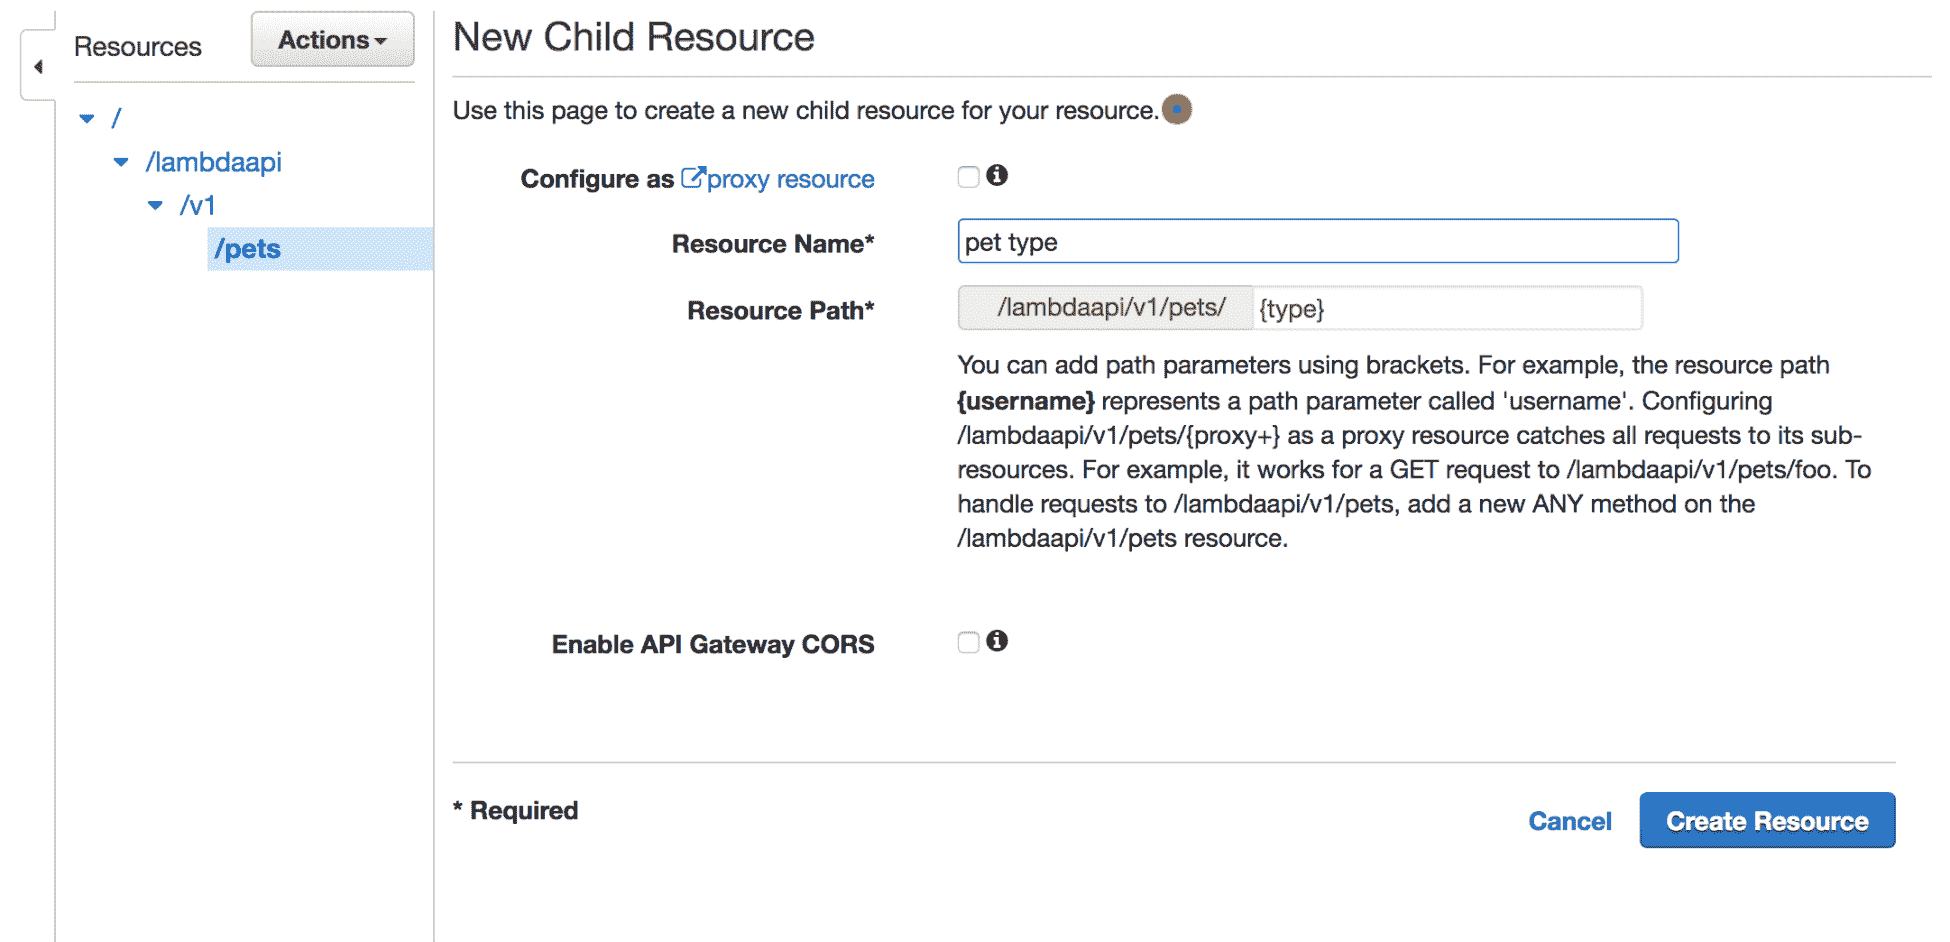 Resources
Actions
/
/lambdaapi
/v1
/pets
New Child Resource
Use this page to create a new child resource for your resource.
Configure as proxy resource
Resource Name* pet type
Resource Path* /lambdaapi/v1/pets/ {type}
You can add path parameters using brackets. For example, the resource path
{username} represents a path parameter called 'username'. Configuring
/lambdaapi/v1/pets/{proxy+} as a proxy resource catches all requests to its sub-
resources. For example, it works for a GET request to /lambdaapi/v1/pets/foo. To
handle requests to /lambdaapi/v1/pets, add a new ANY method on the
/lambdaapi/v1/pets resource.
Enable API Gateway CORS
* Required
Cancel
Create Resource